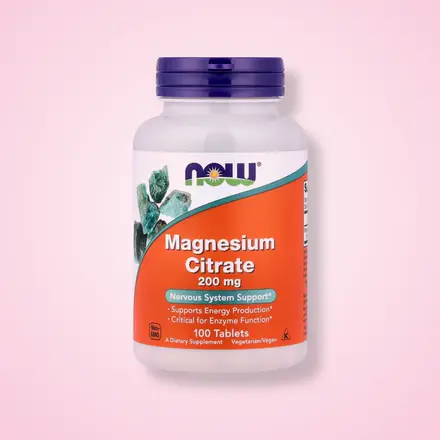 NOW®
Magnesium
Citrate
200 mg
Nervous System Support*
• Supports Energy Production*
• Critical for Enzyme Function*
100 Tablets
A Dietary Supplement Vegetarian/Vegan